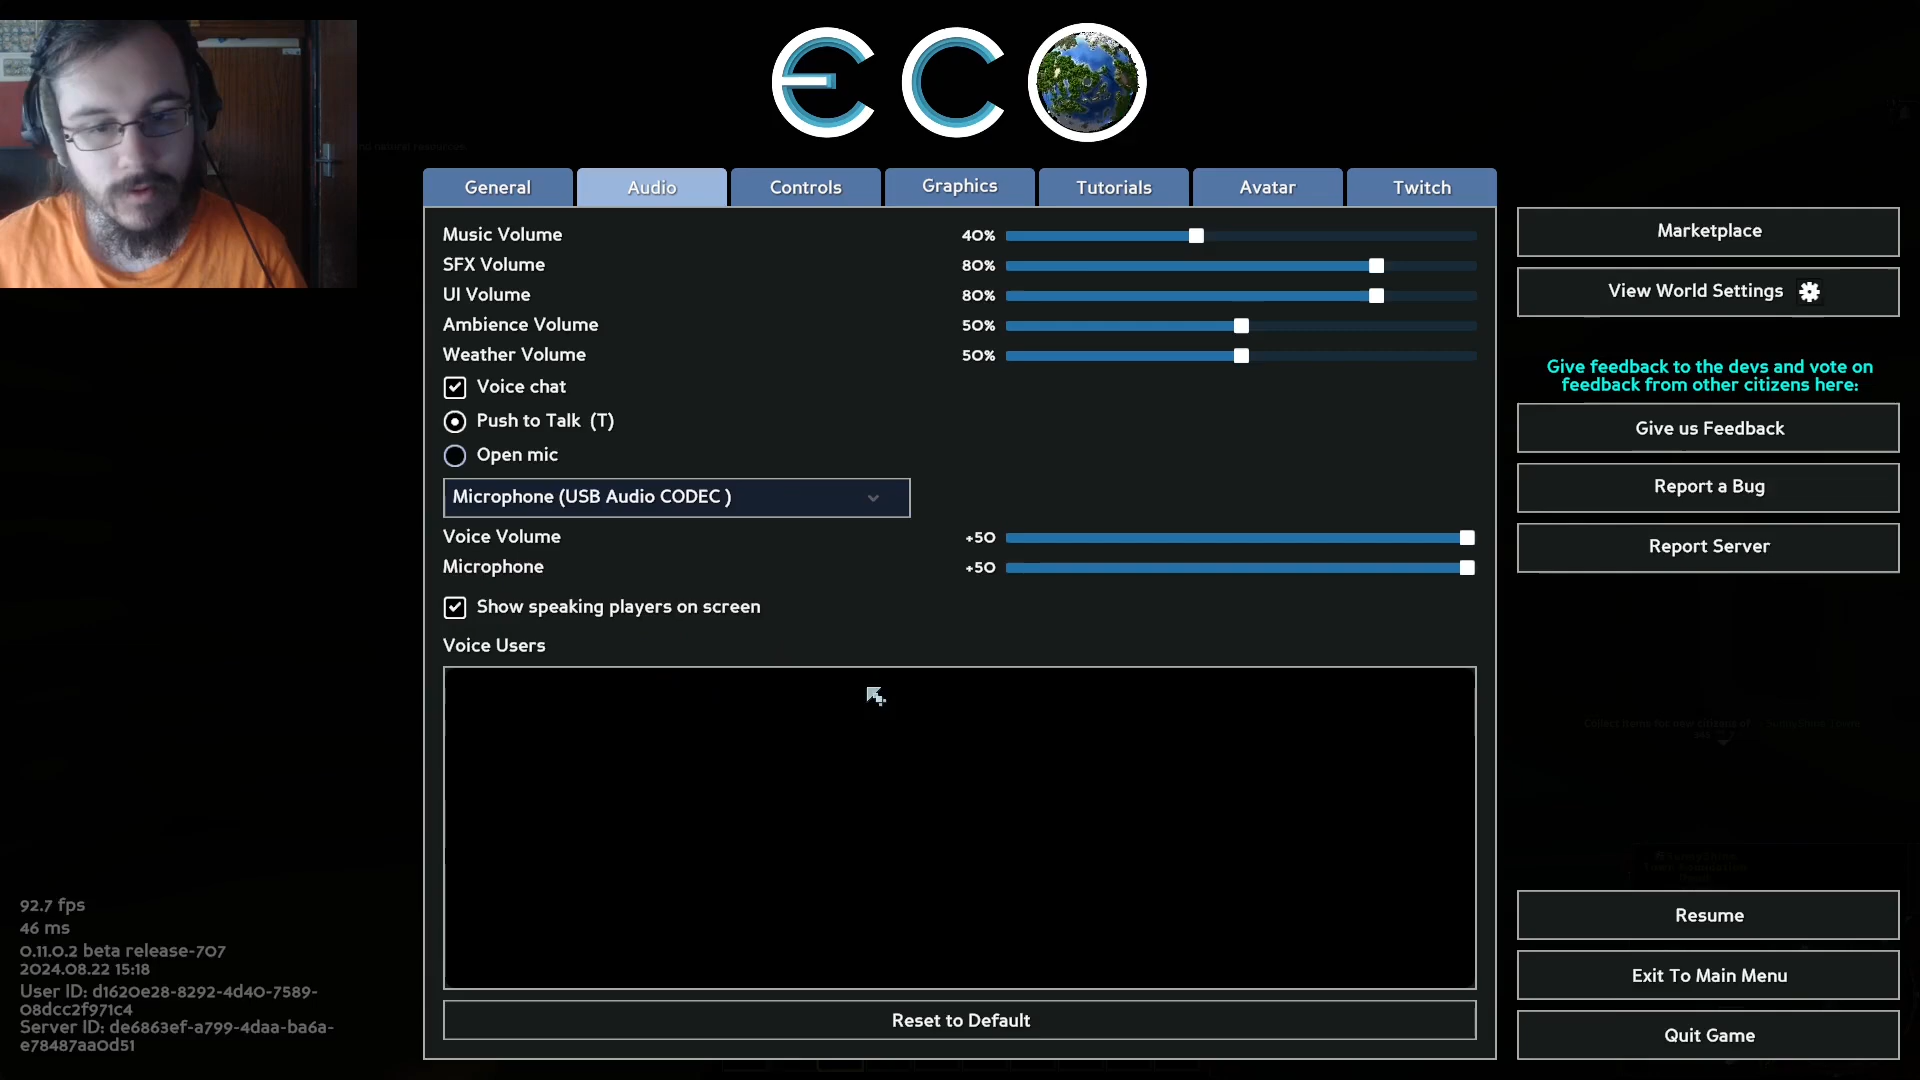 ECO
General
Audio
Controls
Graphics
Tutorials
Avatar
Twitch
Music Volume 40%
SFX Volume 80%
UI Volume 80%
Ambience Volume 50%
Weather Volume 50%
Voice chat
Push to Talk (T)
Open mic
Microphone (USB Audio CODEC )
Voice Volume +50
Microphone +50
Show speaking players on screen
Voice Users
Reset to Default
Marketplace
View World Settings
Give feedback to the devs and vote on
feedback from other citizens here:
Give us Feedback
Report a Bug
Report Server
Resume
Exit To Main Menu
Quit Game
92.7 fps
46 ms
0.11.0.2 beta release-707
2024.08.22 15:18
User ID: d1620e28-8292-4d40-7589-
08dcc2f971c4
Server ID: de6863ef-a799-4daa-ba6a-
e78487aa0d51